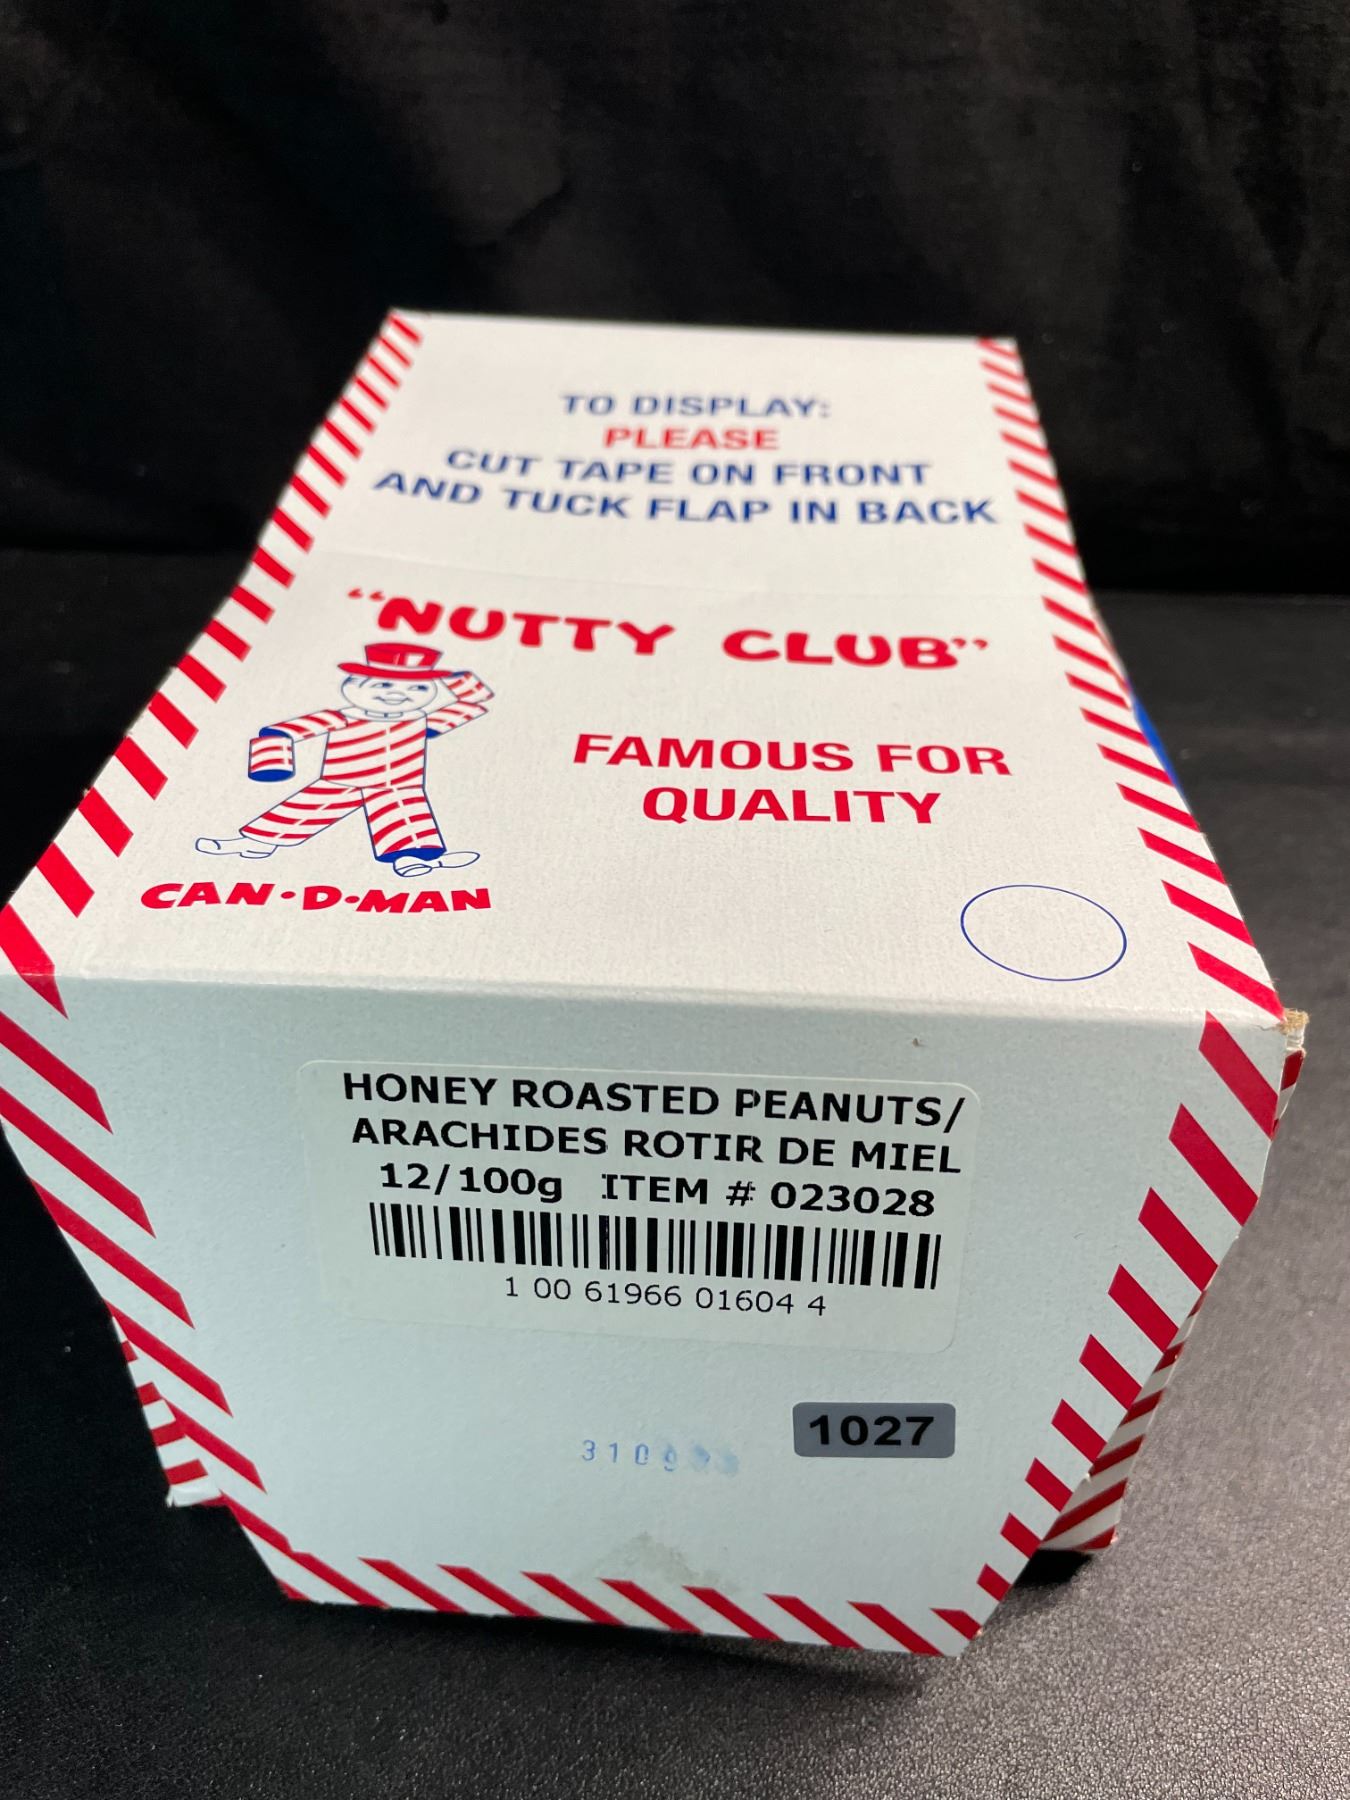 TO DISPLAY:
PLEASE
CUT TAPE ON FRONT
AND TUCK FLAP IN BACK
“NUTTY CLUB”
FAMOUS FOR
QUALITY
CAN·D·MAN
HONEY ROASTED PEANUTS/
ARACHIDES ROTIR DE MIEL
12/100g ITEM # 023028
1 00 61966 01604 4
1027